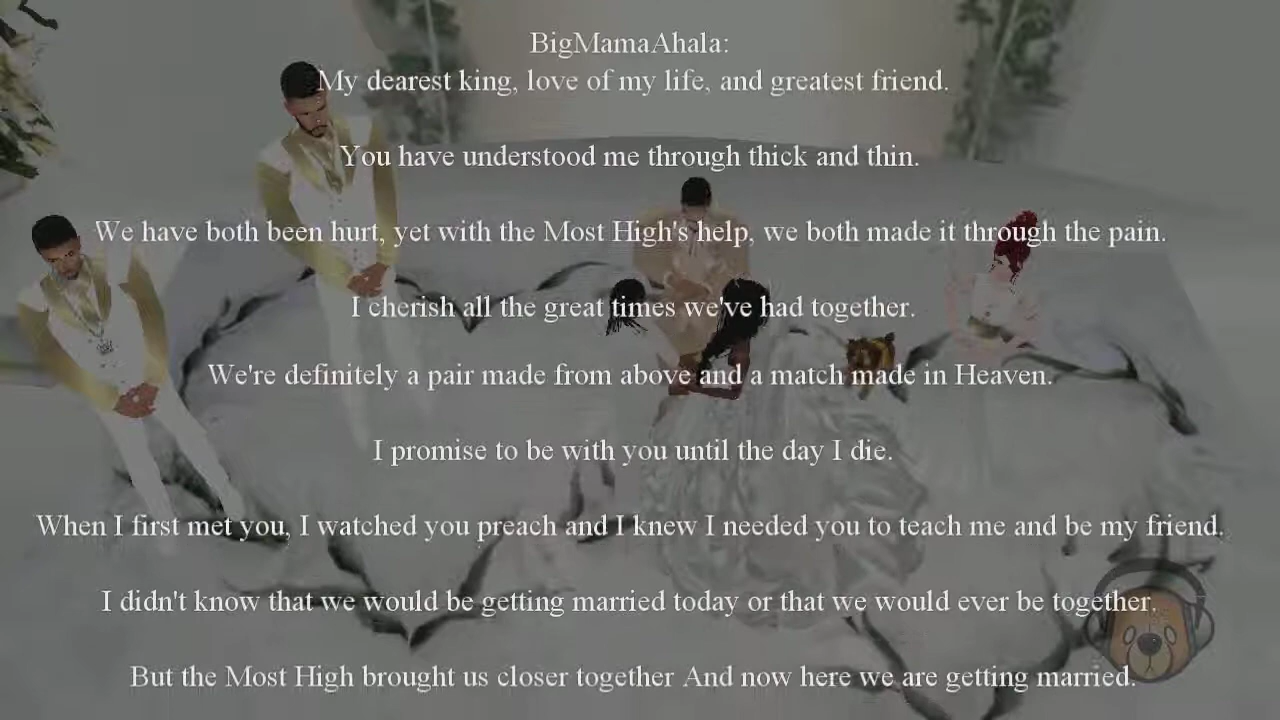 BigMamaAhala:
My dearest king, love of my life, and greatest friend.
You have understood me through thick and thin.
We have both been hurt, yet with the Most High's help, we both made it through the pain.
I cherish all the great times we've had together.
We're definitely a pair made from above and a match made in Heaven.
I promise to be with you until the day I die.
When I first met you, I watched you preach and I knew I needed you to teach me and be my friend.
I didn't know that we would be getting married today or that we would ever be together.
But the Most High brought us closer together And now here we are getting married.